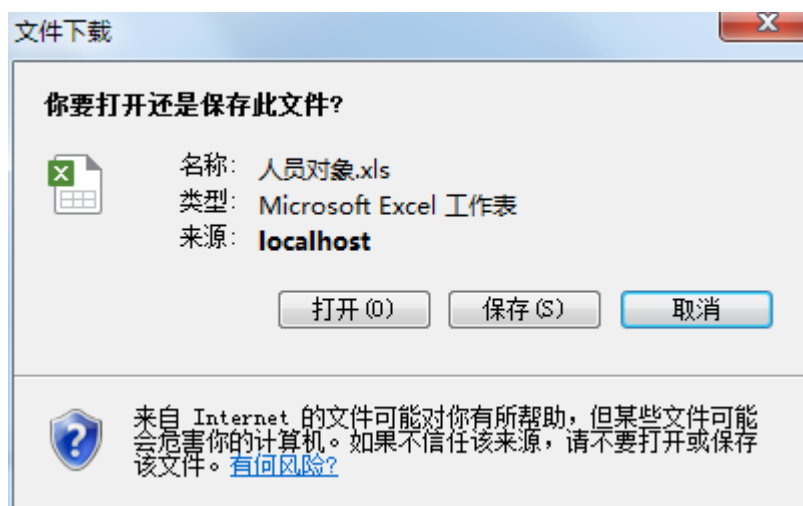 文件下载
你要打开还是保存此文件?
名称: 人员对象.xls
类型: Microsoft Excel 工作表
来源: localhost
打开(O) 保存(S) 取消
来自 Internet 的文件可能对你有所帮助，但某些文件可能
会危害你的计算机。如果不信任该来源，请不要打开或保存
该文件。有何风险?